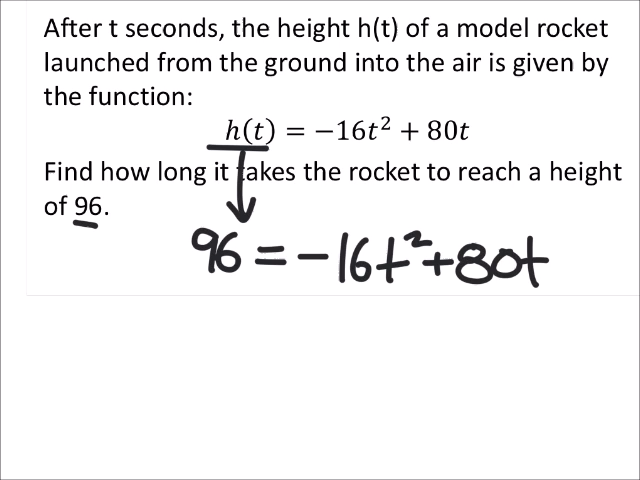 After t seconds, the height h(t) of a model rocket
launched from the ground into the air is given by
the function:
h(t) = −16t² + 80t
Find how long it takes the rocket to reach a height
of 96.
96 = −16t² + 80t